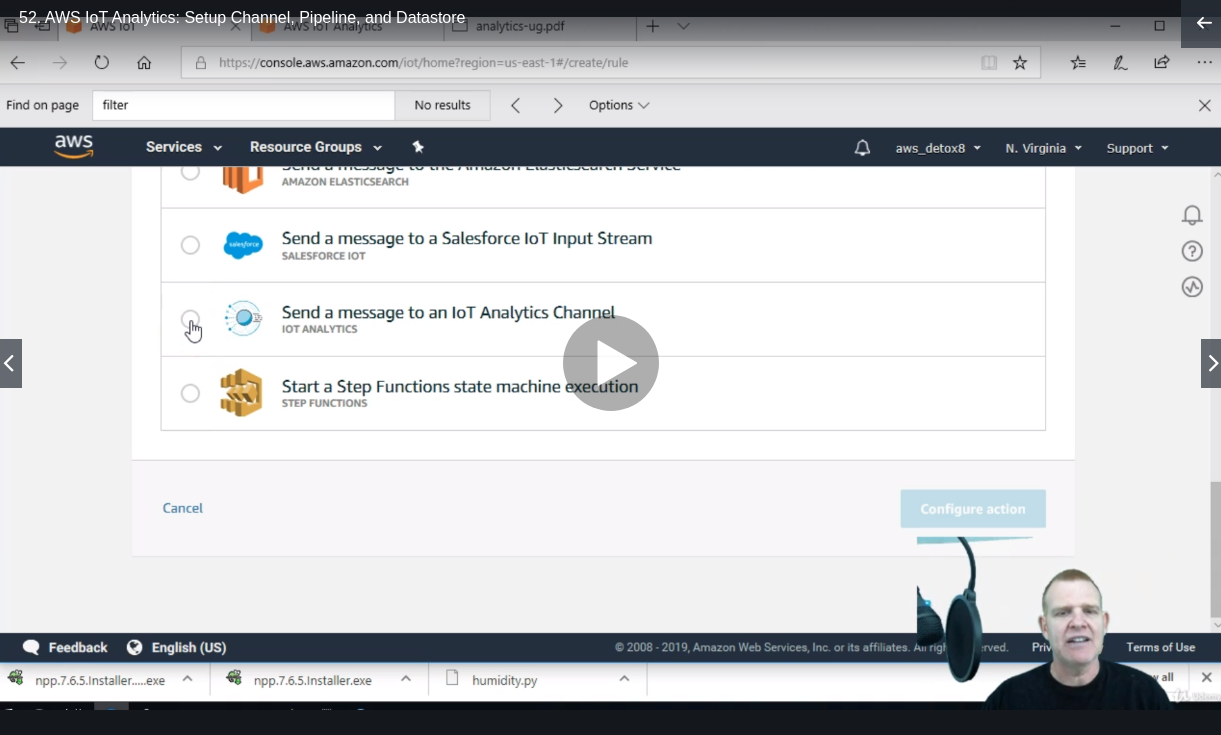 52. AWS IoT Analytics: Setup Channel, Pipeline, and Datastore
AWS IoT
AWS IoT Analytics
analytics-ug.pdf
https://console.aws.amazon.com/iot/home?region=us-east-1#/create/rule
Find on page
filter
No results
Options
aws
Services
Resource Groups
aws_detox8
N. Virginia
Support
Send a message to the Amazon Elasticsearch Service
AMAZON ELASTICSEARCH
salesforce
Send a message to a Salesforce IoT Input Stream
SALESFORCE IOT
Send a message to an IoT Analytics Channel
IOT ANALYTICS
Start a Step Functions state machine execution
STEP FUNCTIONS
Cancel
Configure action
Feedback
English (US)
© 2008 - 2019, Amazon Web Services, Inc. or its affiliates. All rig
rved.
Priv
Terms of Use
npp.7.6.5.Installer.....exe
npp.7.6.5.Installer.exe
humidity.py
w all